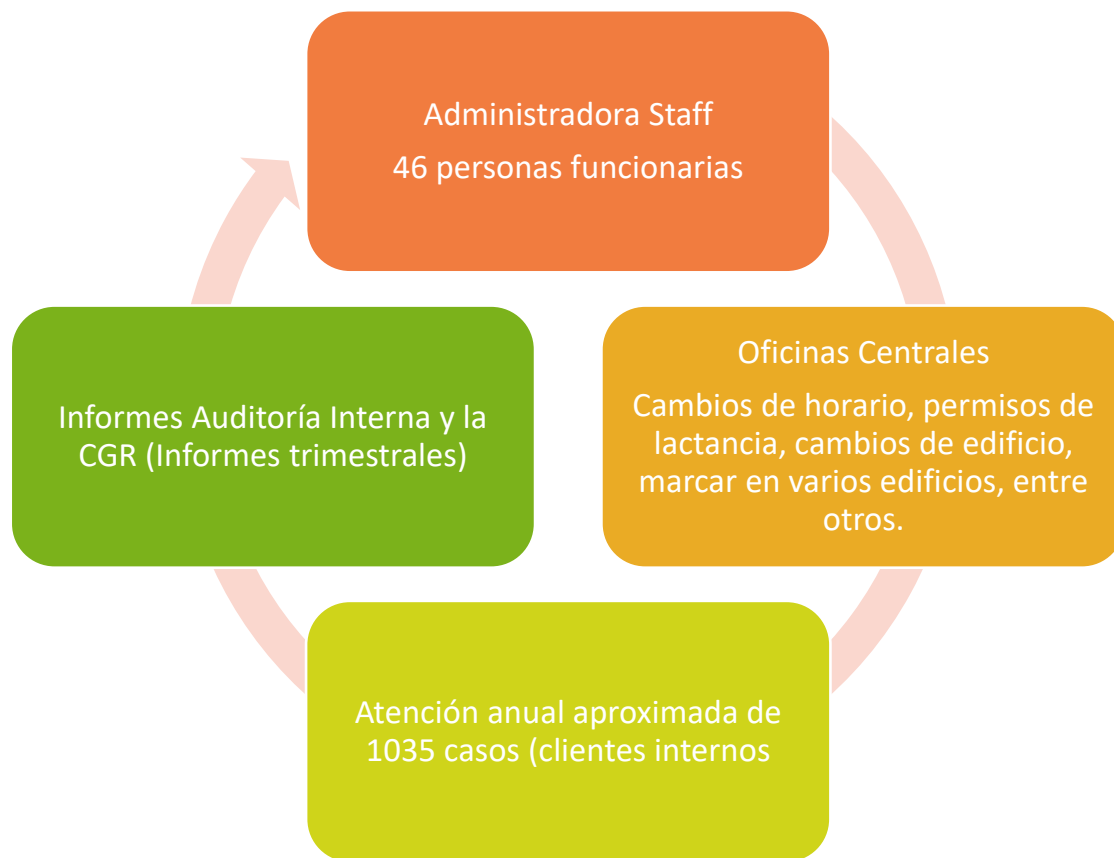 Administradora Staff
46 personas funcionarias
Oficinas Centrales
Cambios de horario, permisos de
lactancia, cambios de edificio,
marcar en varios edificios, entre
otros.
Atención anual aproximada de
1035 casos (clientes internos
Informes Auditoría Interna y la
CGR (Informes trimestrales)